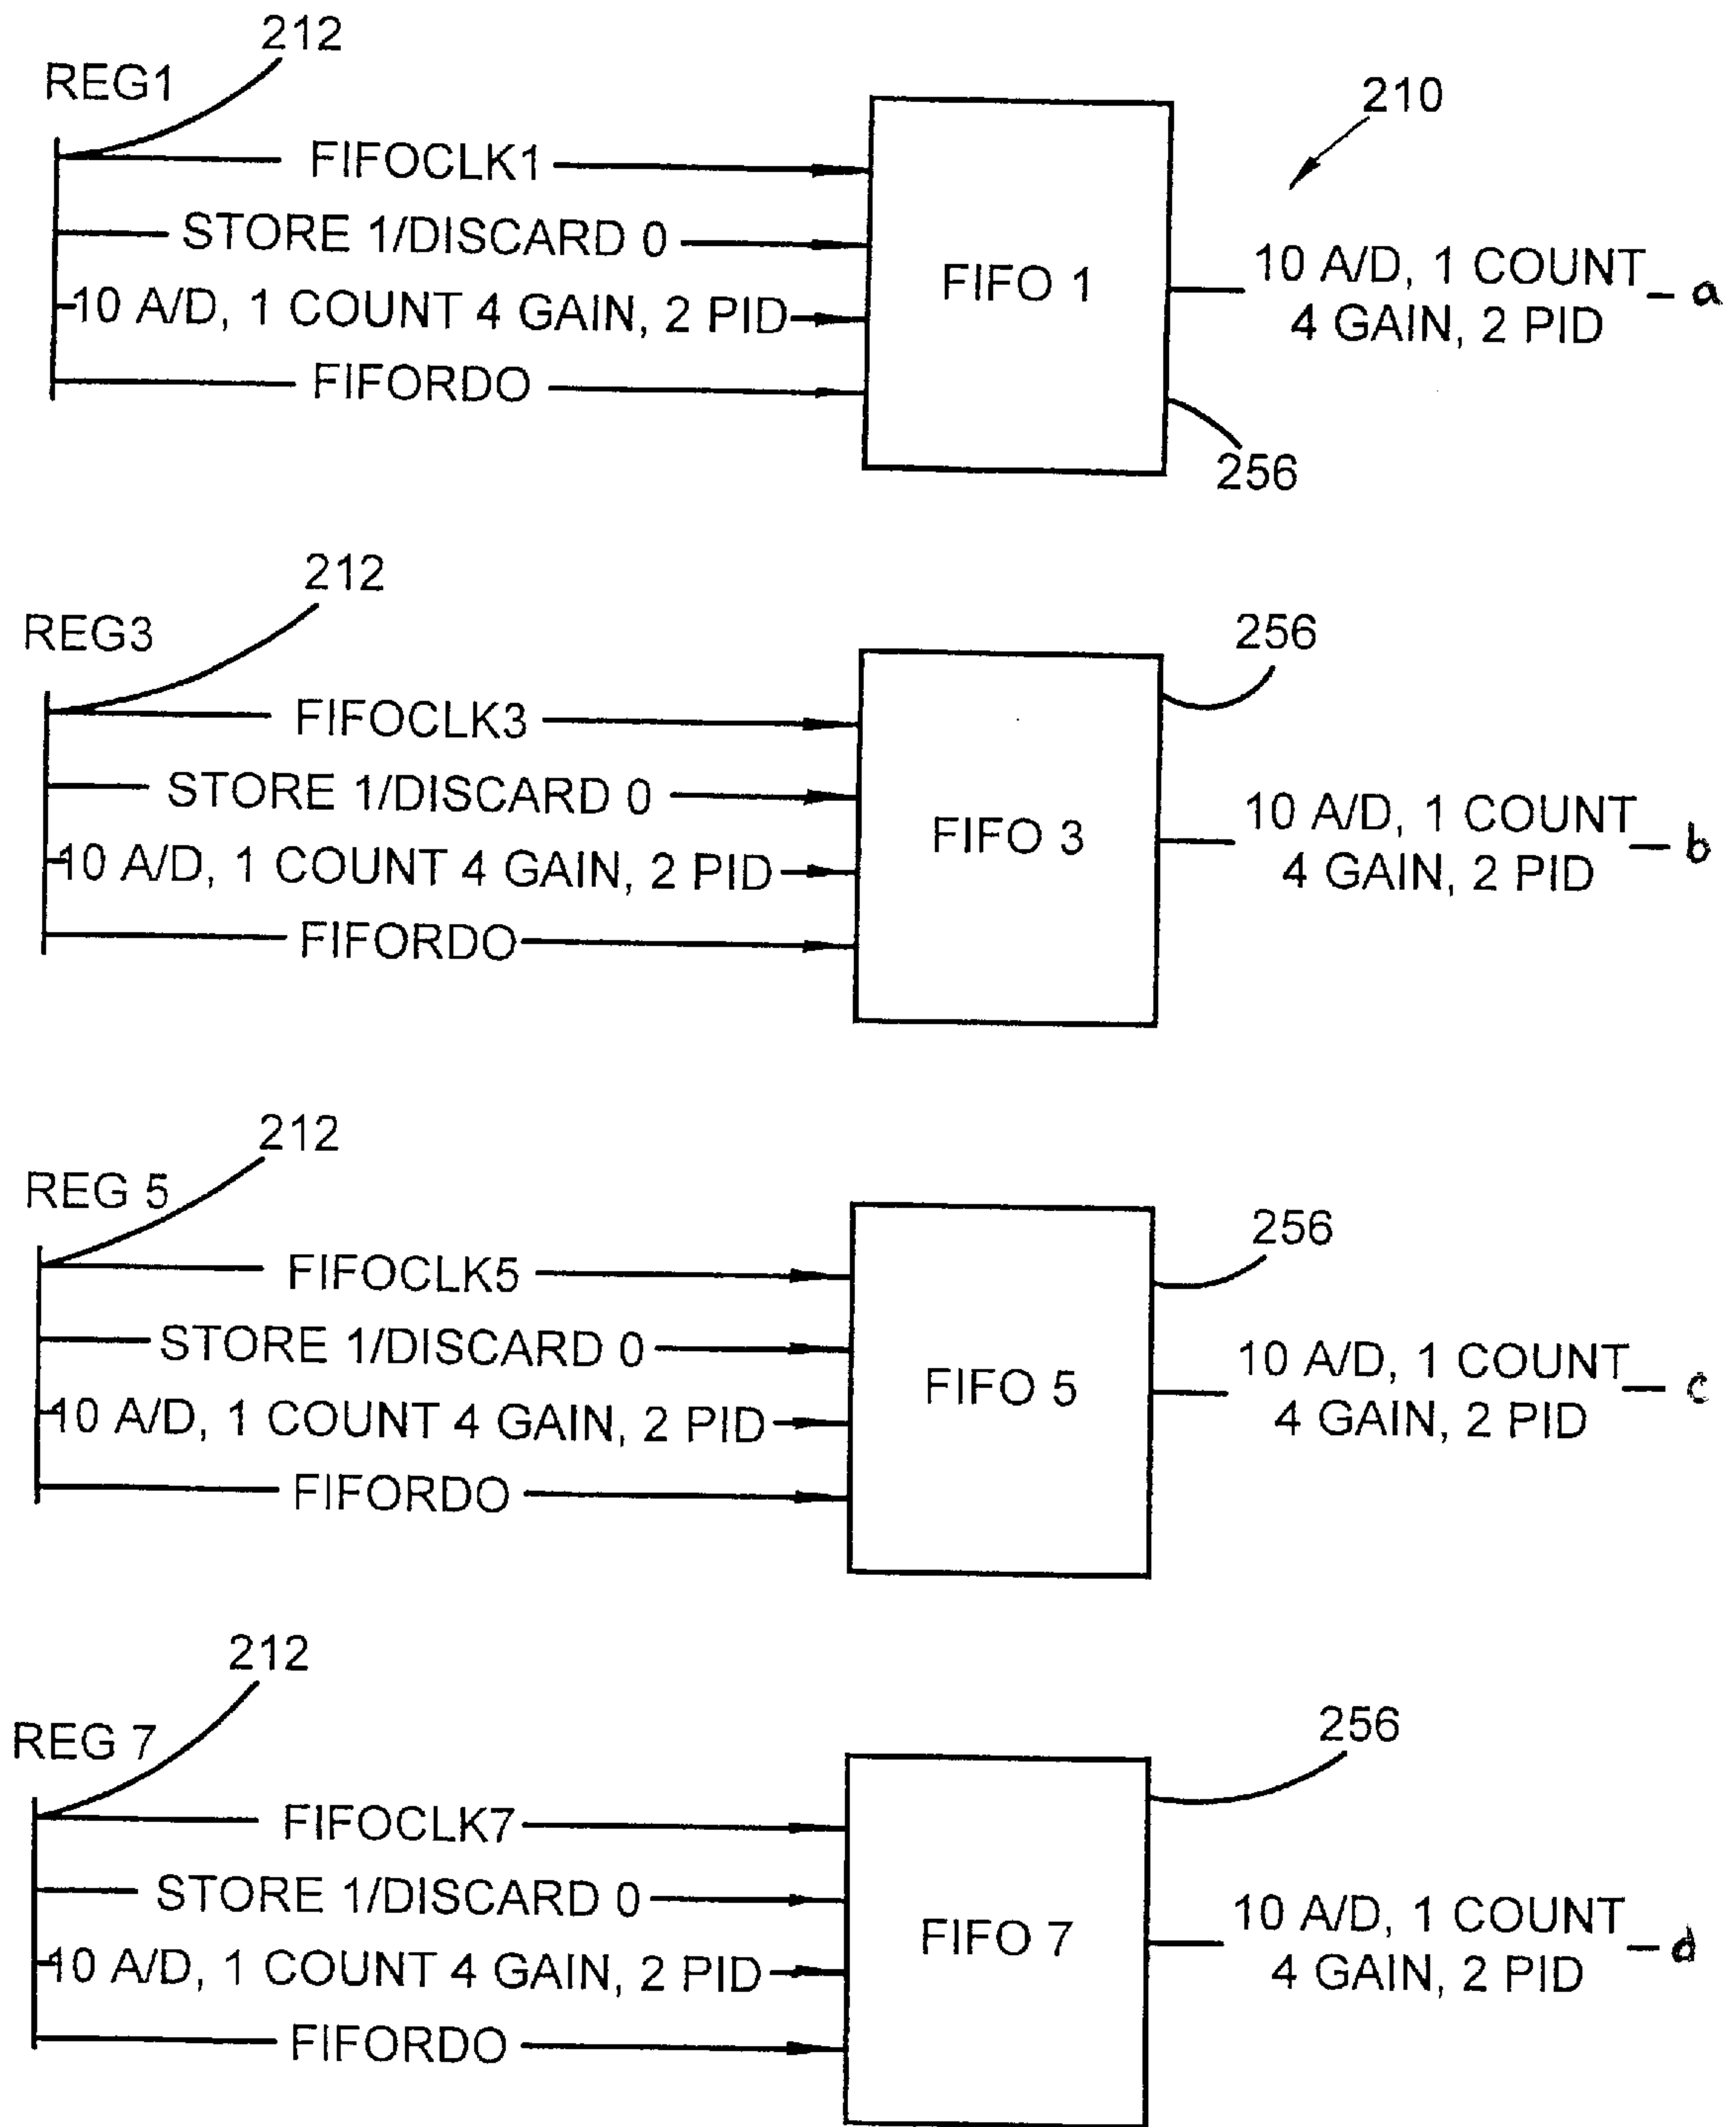 212
REG1
210
FIFOCLK1
STORE 1/DISCARD 0
10 A/D, 1 COUNT 4 GAIN, 2 PID
FIFORDO
FIFO 1
10 A/D, 1 COUNT
4 GAIN, 2 PID
a
256
212
REG3
256
FIFOCLK3
STORE 1/DISCARD 0
10 A/D, 1 COUNT 4 GAIN, 2 PID
FIFORDO
FIFO 3
10 A/D, 1 COUNT
4 GAIN, 2 PID
b
212
REG 5
256
FIFOCLK5
STORE 1/DISCARD 0
10 A/D, 1 COUNT 4 GAIN, 2 PID
FIFORDO
FIFO 5
10 A/D, 1 COUNT
4 GAIN, 2 PID
c
212
REG 7
256
FIFOCLK7
STORE 1/DISCARD 0
10 A/D, 1 COUNT 4 GAIN, 2 PID
FIFORDO
FIFO 7
10 A/D, 1 COUNT
4 GAIN, 2 PID
d